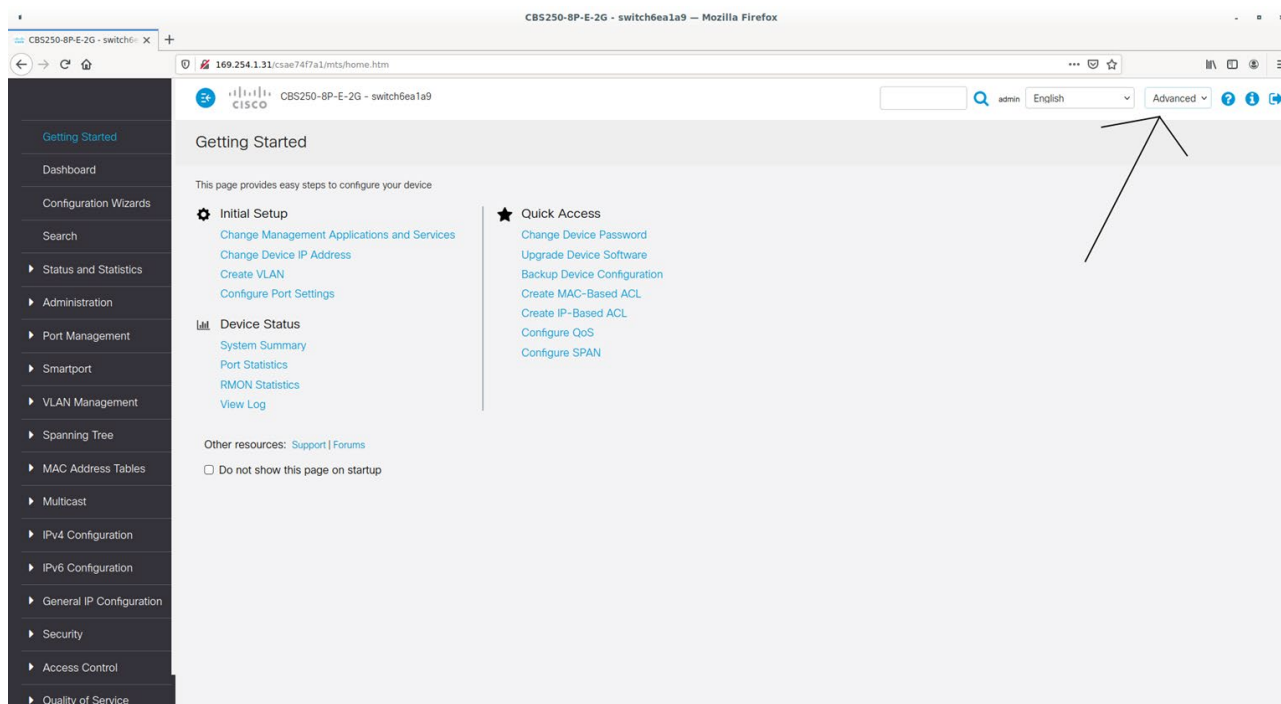 CBS250-8P-E-2G - switch6ea1a9 — Mozilla Firefox
CBS250-8P-E-2G - switch6e
169.254.1.31/csae74f7a1/mts/home.htm
CISCO CBS250-8P-E-2G - switch6ea1a9 admin English Advanced
Getting Started
Dashboard
Configuration Wizards
Search
Status and Statistics
Administration
Port Management
Smartport
VLAN Management
Spanning Tree
MAC Address Tables
Multicast
IPv4 Configuration
IPv6 Configuration
General IP Configuration
Security
Access Control
Quality of Service
Getting Started
This page provides easy steps to configure your device
Initial Setup
Change Management Applications and Services
Change Device IP Address
Create VLAN
Configure Port Settings
Device Status
System Summary
Port Statistics
RMON Statistics
View Log
Quick Access
Change Device Password
Upgrade Device Software
Backup Device Configuration
Create MAC-Based ACL
Create IP-Based ACL
Configure QoS
Configure SPAN
Other resources: Support | Forums
Do not show this page on startup